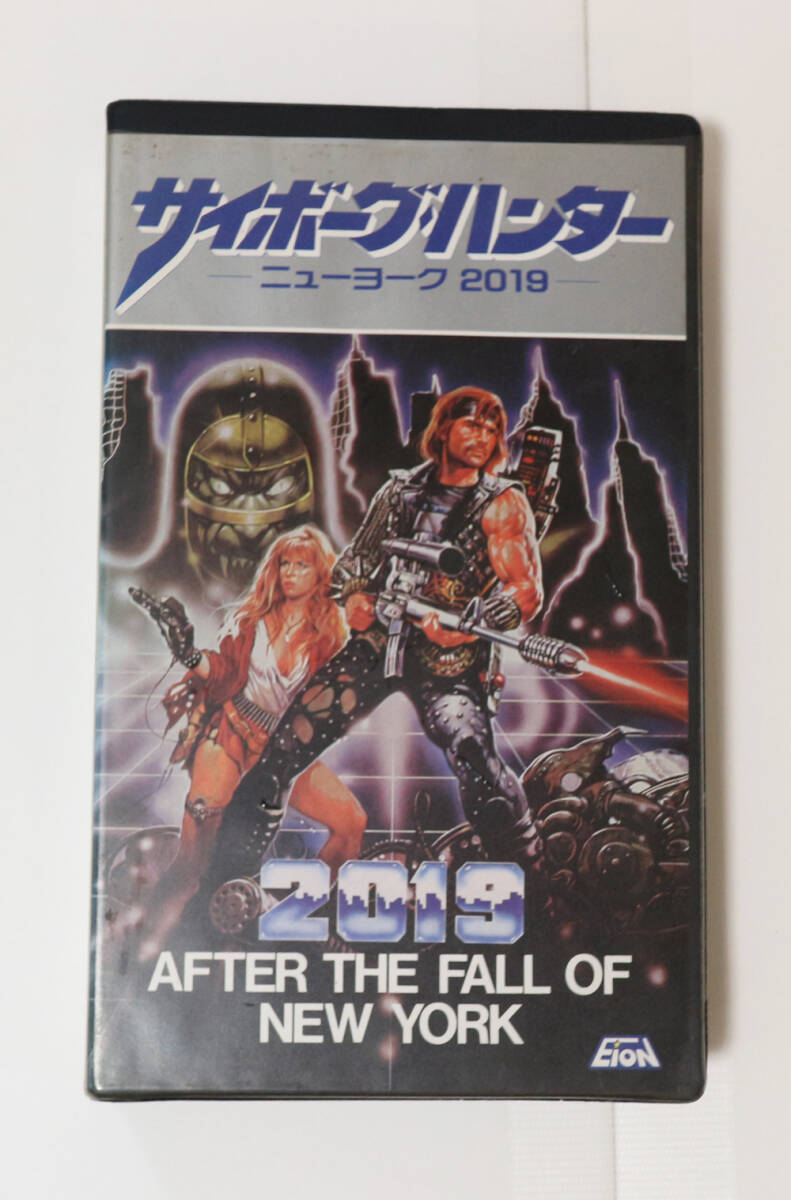 サイボーグ・ハンター
ニューヨーク 2019
2019
AFTER THE FALL OF
NEW YORK
EION